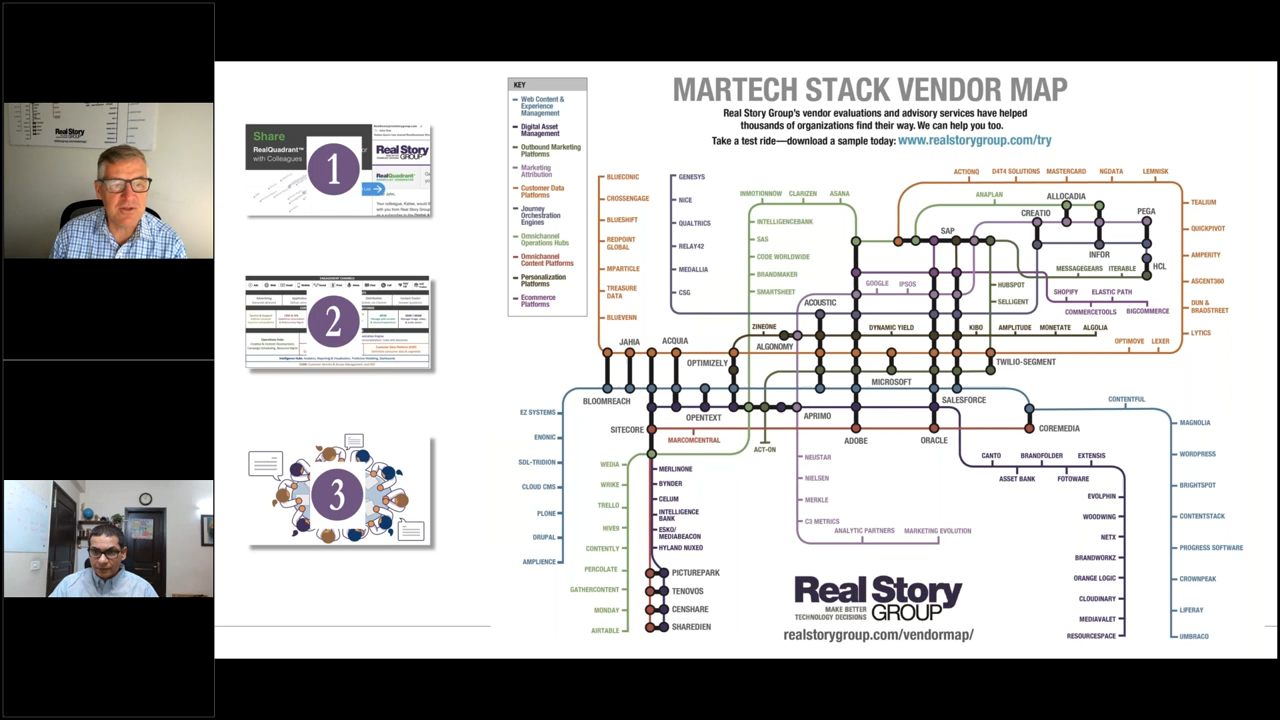 Real Story
GROUP
Share
RealQuadrant™
with Colleagues
1
Real Story
GROUP
RealQuadrant
2
3
KEY
Web Content &
Experience
Management
Digital Asset
Management
Outbound Marketing
Platforms
Marketing
Attribution
Customer Data
Platforms
Journey
Orchestration
Engines
Omnichannel
Operations Hubs
Omnichannel
Content Platforms
Personalization
Platforms
Ecommerce
Platforms
MARTECH STACK VENDOR MAP
Real Story Group's vendor evaluations and advisory services have helped
thousands of organizations find their way. We can help you too.
Take a test ride—download a sample today: www.realstorygroup.com/try
BLUECONIC
CROSSENGAGE
BLUESHIFT
REDPOINT
GLOBAL
MPARTICLE
TREASURE
DATA
BLUEVENN
GENESYS
NICE
QUALTRICS
RELAY42
MEDALLIA
CSG
INMOTIONNOW
CLARIZEN
ASANA
INTELLIGENCEBANK
SAS
CODE WORLDWIDE
BRANDMAKER
SMARTSHEET
ACTIONIQ
D4T4 SOLUTIONS
MASTERCARD
NGDATA
LEMNISK
ANAPLAN
ALLOCADIA
CREATIO
PEGA
SAP
INFOR
HCL
TEALIUM
QUICKPIVOT
AMPERITY
ASCENT360
DUN &
BRADSTREET
LYTICS
MESSAGEGEARS
ITERABLE
GOOGLE
IPSOS
HUBSPOT
SELLIGENT
SHOPIFY
ELASTIC PATH
COMMERCETOOLS
BIGCOMMERCE
ACOUSTIC
ZINEONE
DYNAMIC YIELD
KIBO
AMPLITUDE
MONETATE
ALGOLIA
ALGONOMY
OPTIMOVE
LEXER
JAHIA
ACQUIA
OPTIMIZELY
TWILIO-SEGMENT
MICROSOFT
BLOOMREACH
OPENTEXT
APRIMO
SALESFORCE
CONTENTFUL
SITECORE
MARCOMCENTRAL
ACT-ON
ADOBE
ORACLE
COREMEDIA
EZ SYSTEMS
ENONIC
SDL-TRIDION
CLOUD CMS
PLONE
DRUPAL
AMPLIENCE
WEDIA
WRIKE
TRELLO
HIVE9
CONTENTLY
PERCOLATE
GATHERCONTENT
MONDAY
AIRTABLE
MERLINONE
BYNDER
CELUM
INTELLIGENCE
BANK
ESKO/
MEDIABEACON
HYLAND NUXEO
PICTUREPARK
TENOVOS
CENSHARE
SHAREDIEN
NEUSTAR
NIELSEN
MERKLE
C3 METRICS
ANALYTIC PARTNERS
MARKETING EVOLUTION
CANTO
BRANDFOLDER
EXTENSIS
ASSET BANK
FOTOWARE
EVOLPHIN
WOODWING
NETX
BRANDWORKZ
ORANGE LOGIC
CLOUDINARY
MEDIAVALET
RESOURCESPACE
MAGNOLIA
WORDPRESS
BRIGHTSPOT
CONTENTSTACK
PROGRESS SOFTWARE
CROWNPEAK
LIFERAY
UMBRACO
Real Story
MAKE BETTER
TECHNOLOGY DECISIONS
GROUP
realstorygroup.com/vendormap/